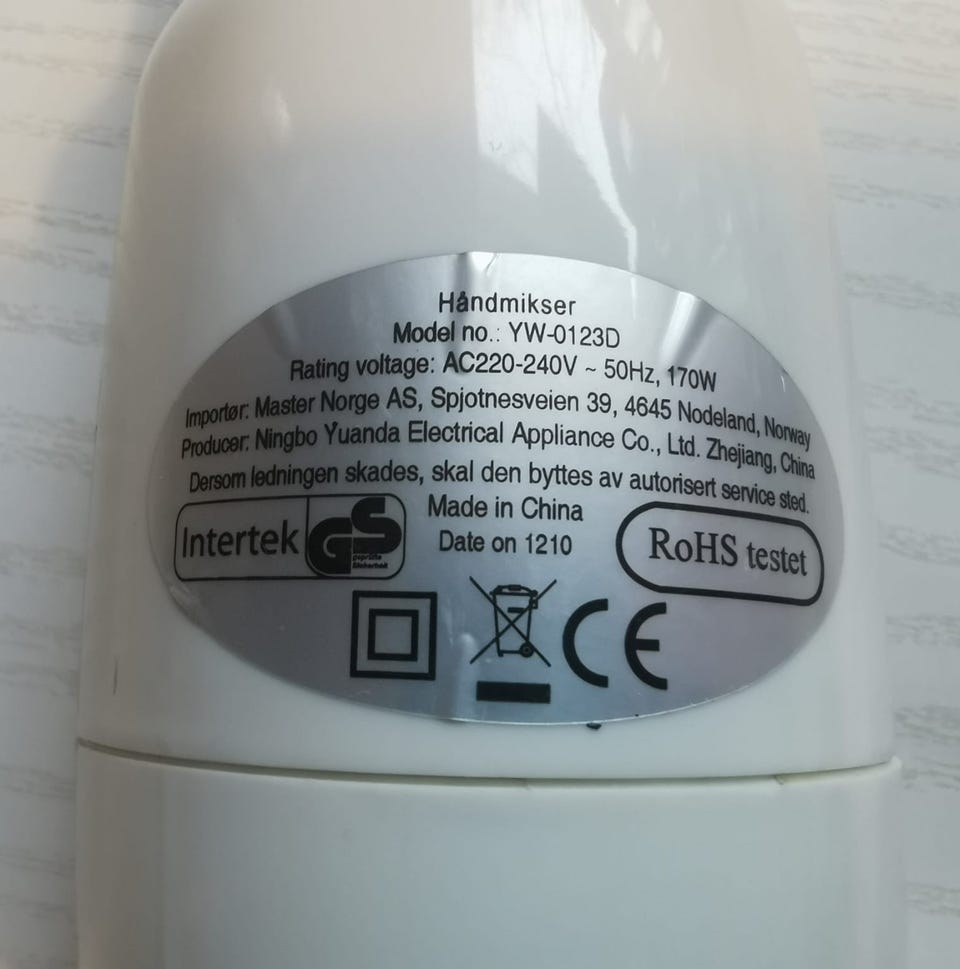 Håndmikser
Model no.: YW-0123D
Rating voltage: AC220-240V ~ 50Hz, 170W
Importør: Master Norge AS, Spjotnesveien 39, 4645 Nodeland, Norway
Producer: Ningbo Yuanda Electrical Appliance Co., Ltd. Zhejiang, China
Dersom ledningen skades, skal den byttes av autorisert service sted.
Made in China
Date on 1210
Intertek
GS
geprüfte
Sicherheit
RoHS testet
CE